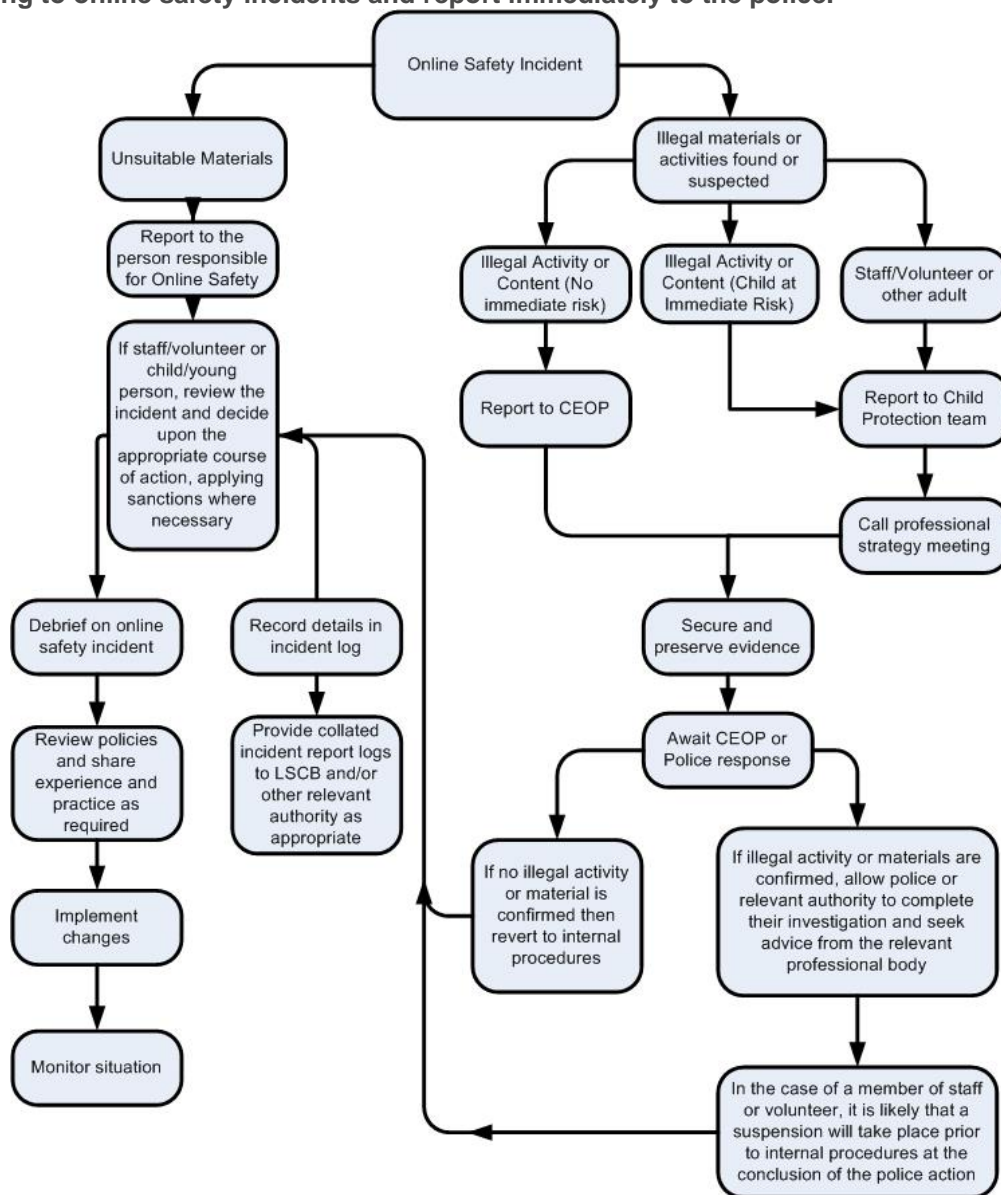 ng to online safety incidents and report immediately to the police.
Online Safety Incident
Unsuitable Materials
Report to the
person responsible
for Online Safety
If staff/volunteer or
child/young
person, review the
incident and decide
upon the
appropriate course
of action, applying
sanctions where
necessary
Debrief on online
safety incident
Review policies
and share
experience and
practice as
required
Implement
changes
Monitor situation
Record details in
incident log
Provide collated
incident report logs
to LSCB and/or
other relevant
authority as
appropriate
Illegal materials or
activities found or
suspected
Illegal Activity or
Content (No
immediate risk)
Illegal Activity or
Content (Child at
Immediate Risk)
Staff/Volunteer or
other adult
Report to CEOP
Report to Child
Protection team
Call professional
strategy meeting
Secure and
preserve evidence
Await CEOP or
Police response
If no illegal activity
or material is
confirmed then
revert to internal
procedures
If illegal activity or materials are
confirmed, allow police or
relevant authority to complete
their investigation and seek
advice from the relevant
professional body
In the case of a member of staff
or volunteer, it is likely that a
suspension will take place prior
to internal procedures at the
conclusion of the police action